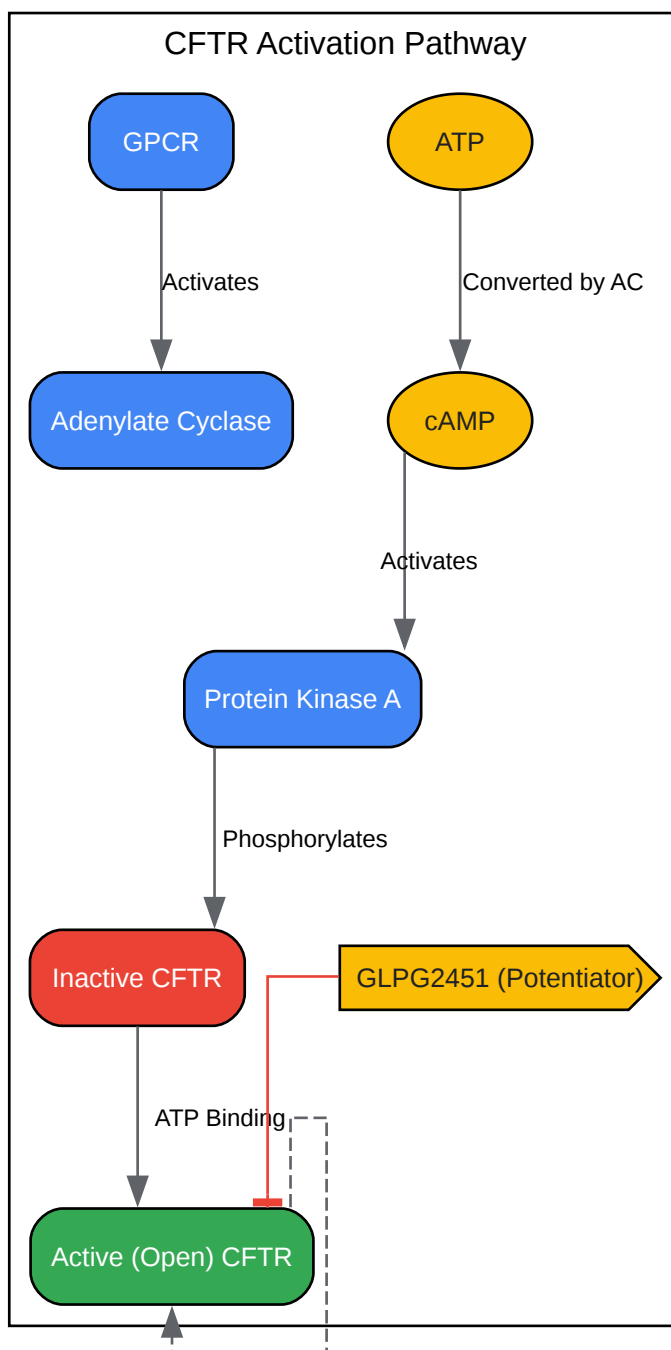 CFTR Activation Pathway
GPCR
ATP
Activates
Converted by AC
Adenylate Cyclase
cAMP
Activates
Protein Kinase A
Phosphorylates
Inactive CFTR
GLPG2451 (Potentiator)
ATP Binding
Active (Open) CFTR